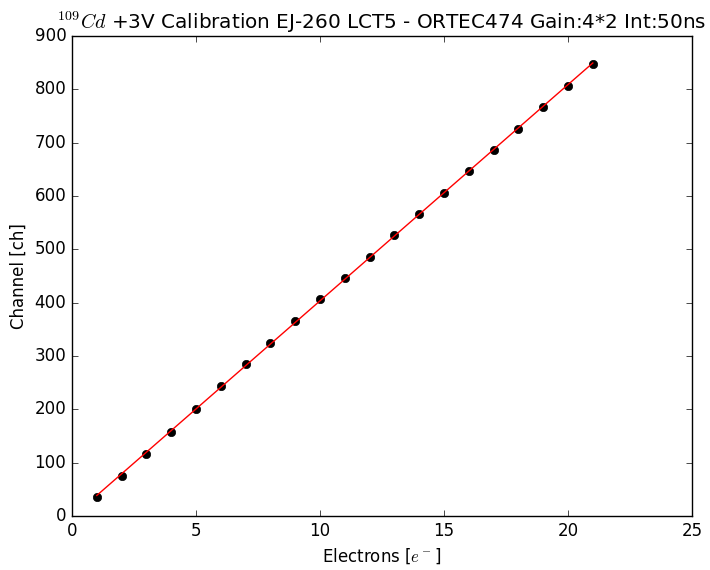 ¹⁰⁹Cd +3V Calibration EJ-260 LCT5 - ORTEC474 Gain:4*2 Int:50ns
900
800
700
600
500
400
300
200
100
0
Channel [ch]
0 5 10 15 20 25
Electrons [e⁻]